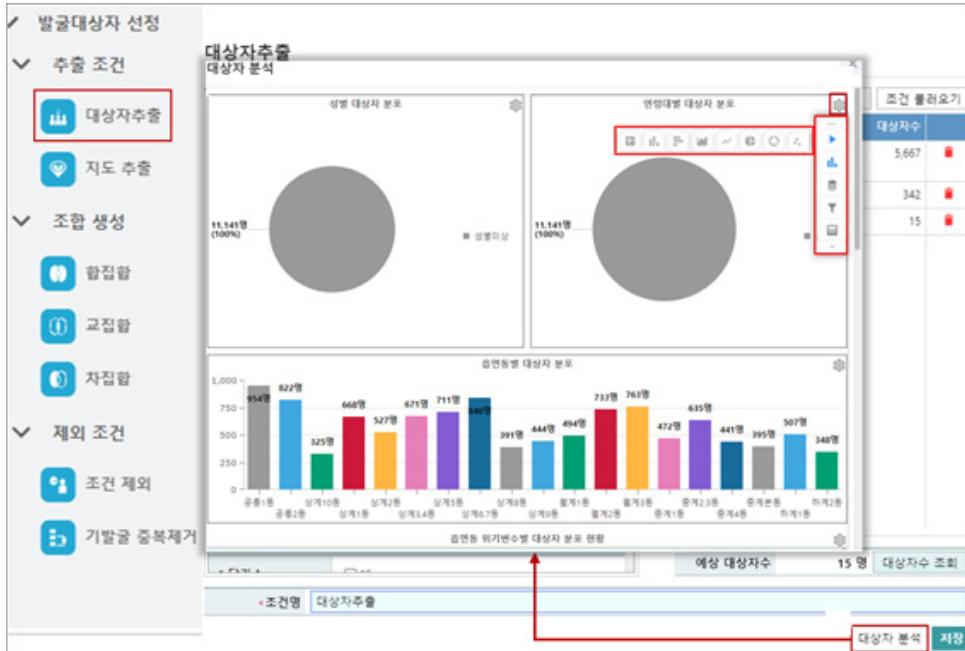 발굴대상자 선정
추출 조건
대상자추출
지도 추출
조합 생성
합집합
교집합
차집합
제외 조건
조건 제외
기발굴 중복제거
대상자추출
대상자 분석
성별 대상자 분포
11,141명
(100%)
성별미상
연령대별 대상자 분포
11,141명
(100%)
읍면동별 대상자 분포
1,000
750
500
250
0
954명 822명 325명 668명 527명 671명 711명 840명 391명 444명 494명 733명 763명 472명 635명 441명 395명 507명 348명
공릉1동 상계10동 상계2동 상계5동 상계8동 월계1동 월계3동 중계2,3동 중계본동 하계2동
공릉2동 상계1동 상계3,4동 상계6,7동 상계9동 월계2동 중계1동 중계4동 하계1동
읍면동 위기변수별 대상자 분포 현황
조건 불러오기
대상자수
5,667
342
15
예상 대상자수 15 명 대상자수 조회
*조건명 대상자추출
대상자 분석 저장